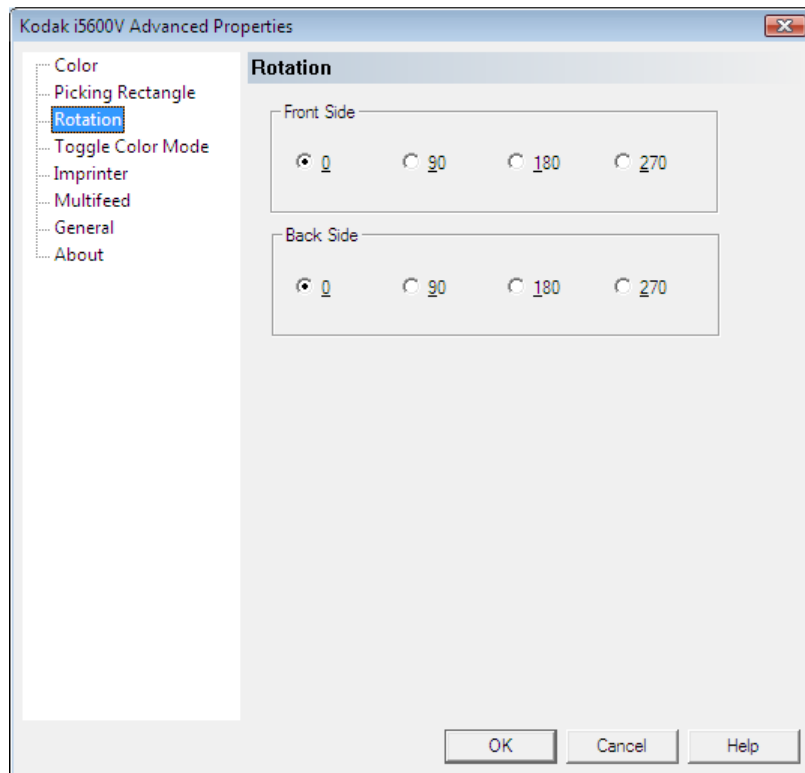 Kodak i5600V Advanced Properties
Color
Picking Rectangle
Rotation
Toggle Color Mode
Imprinter
Multifeed
General
About
Rotation
Front Side
0 90 180 270
Back Side
0 90 180 270
OK Cancel Help